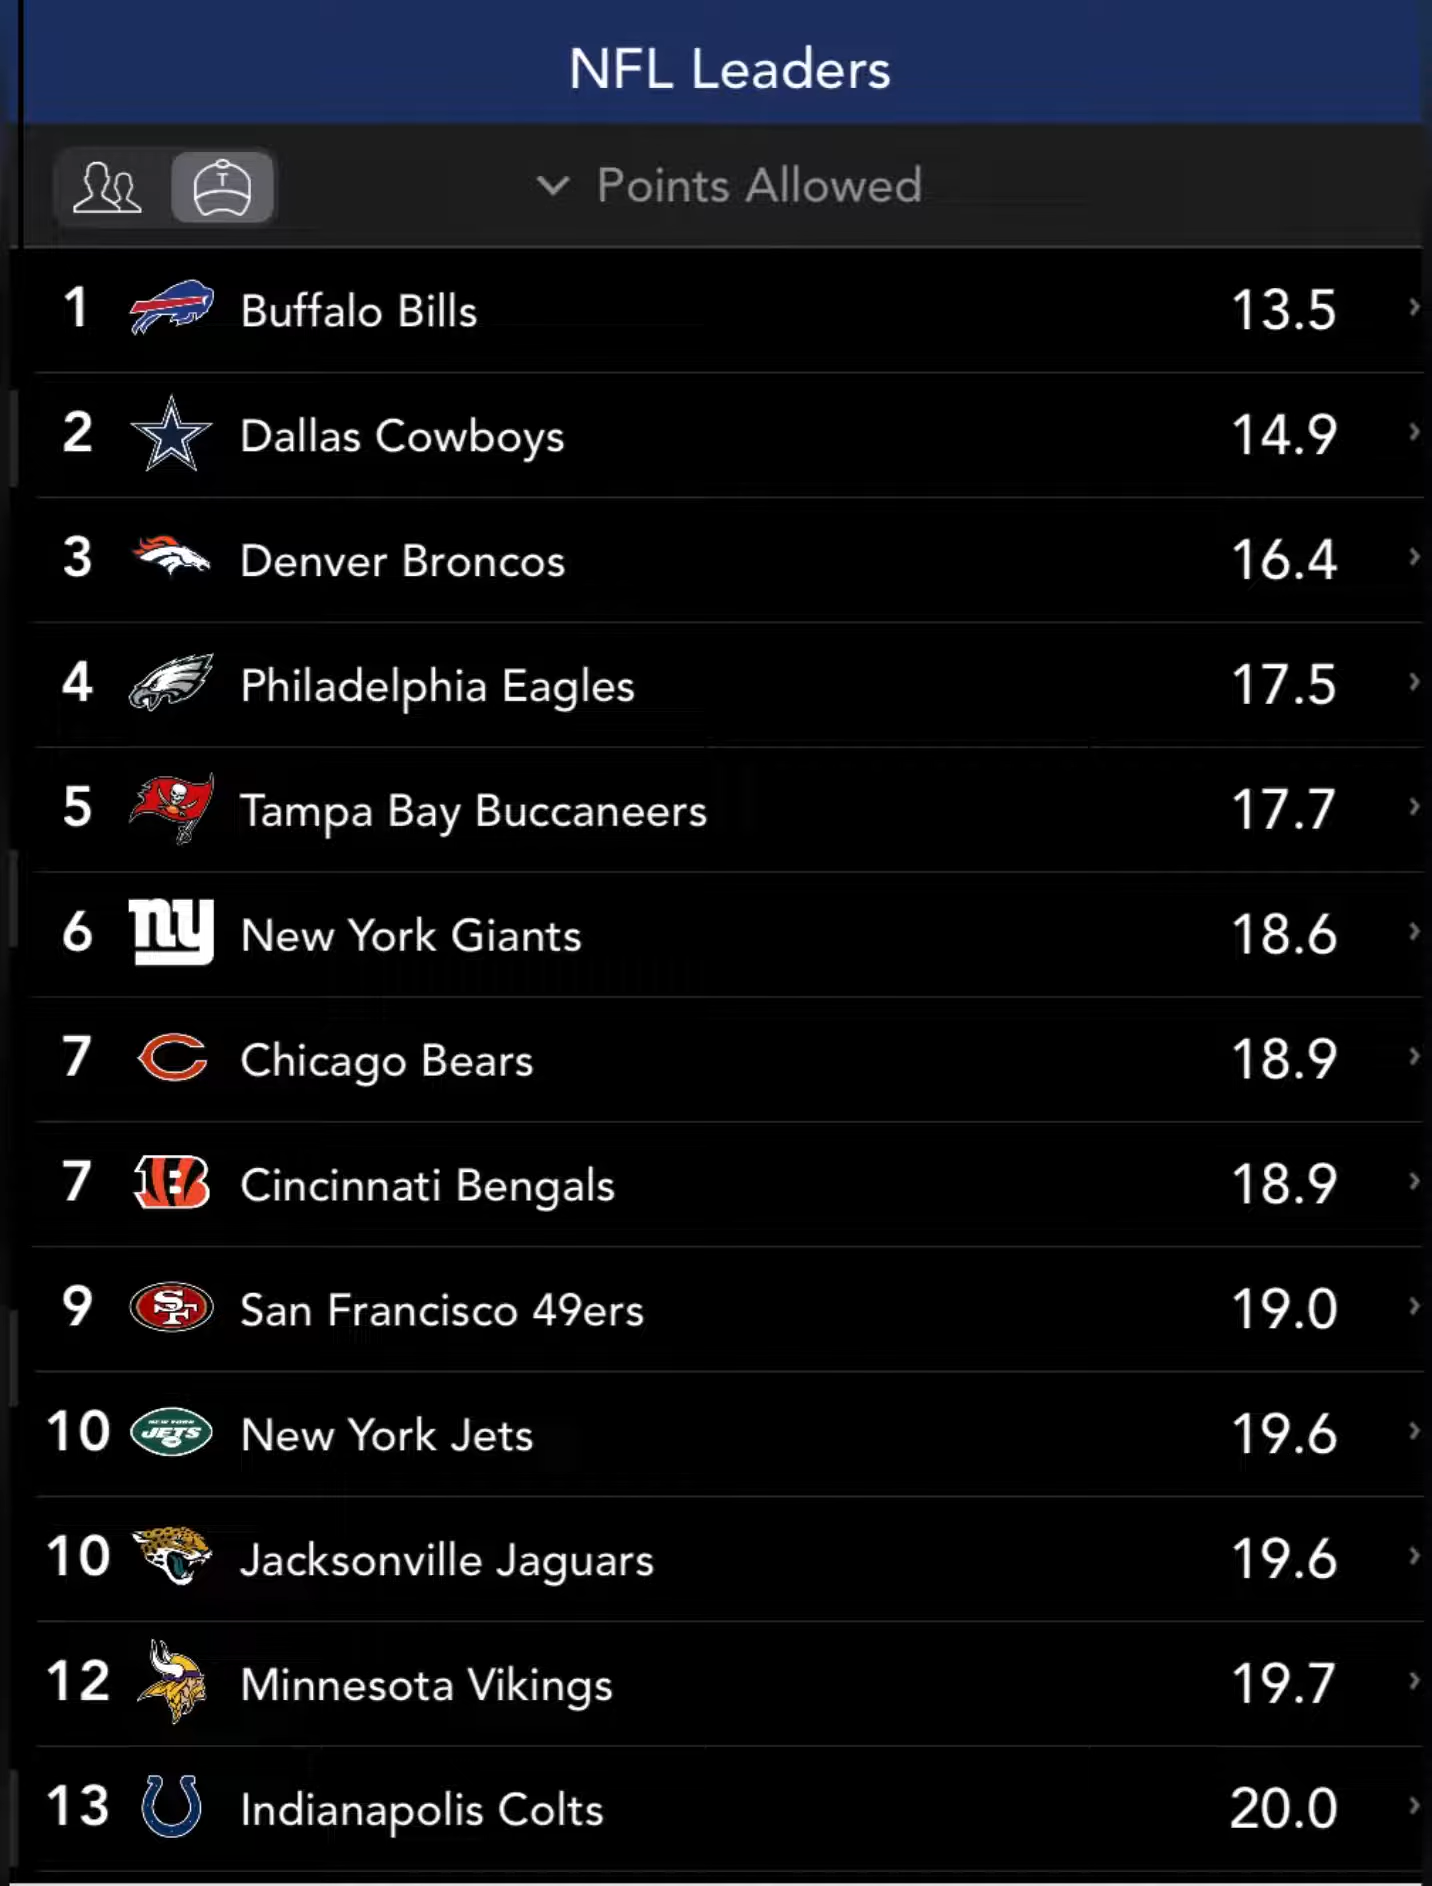 NFL Leaders
T
Points Allowed
1 Buffalo Bills 13.5
2 Dallas Cowboys 14.9
3 Denver Broncos 16.4
4 Philadelphia Eagles 17.5
5 Tampa Bay Buccaneers 17.7
6 ny New York Giants 18.6
7 C Chicago Bears 18.9
7 B Cincinnati Bengals 18.9
9 SF San Francisco 49ers 19.0
10 NEW YORK JETS New York Jets 19.6
10 Jacksonville Jaguars 19.6
12 Minnesota Vikings 19.7
13 Indianapolis Colts 20.0